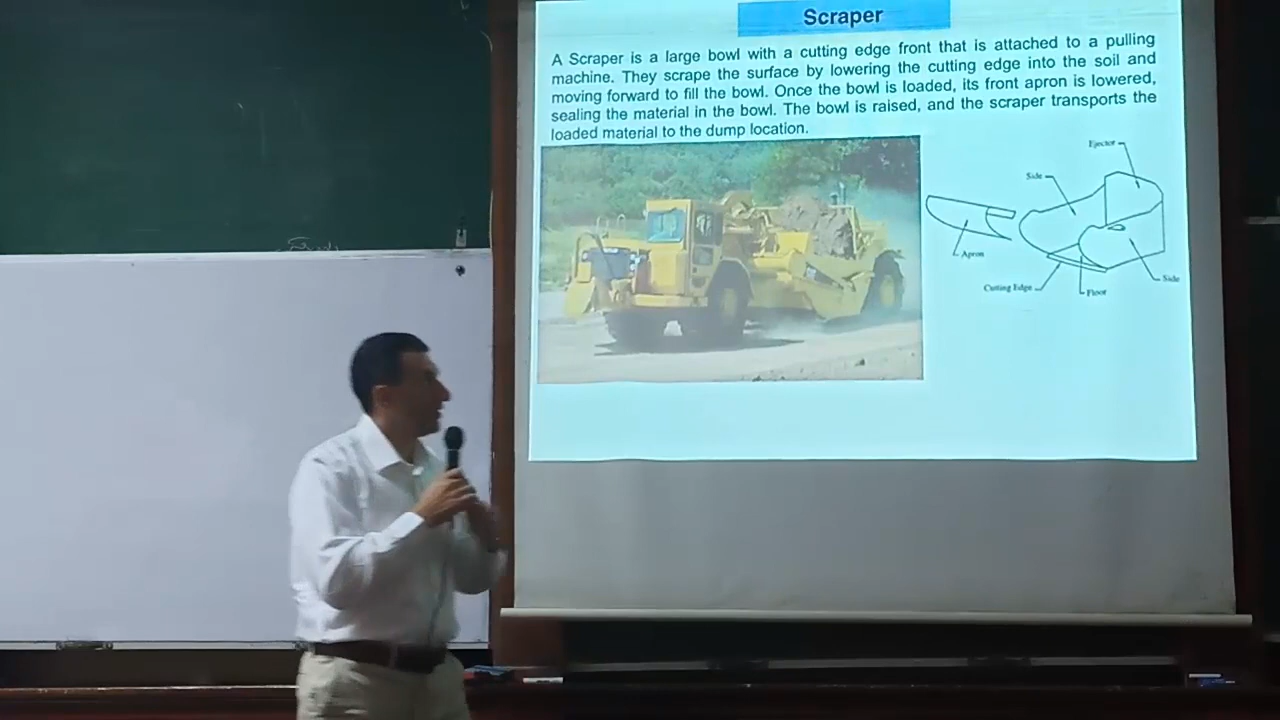 Scraper
A Scraper is a large bowl with a cutting edge front that is attached to a pulling
machine. They scrape the surface by lowering the cutting edge into the soil and
moving forward to fill the bowl. Once the bowl is loaded, its front apron is lowered,
sealing the material in the bowl. The bowl is raised, and the scraper transports the
loaded material to the dump location.
Ejector
Side
Apron
Cutting Edge
Floor
Side